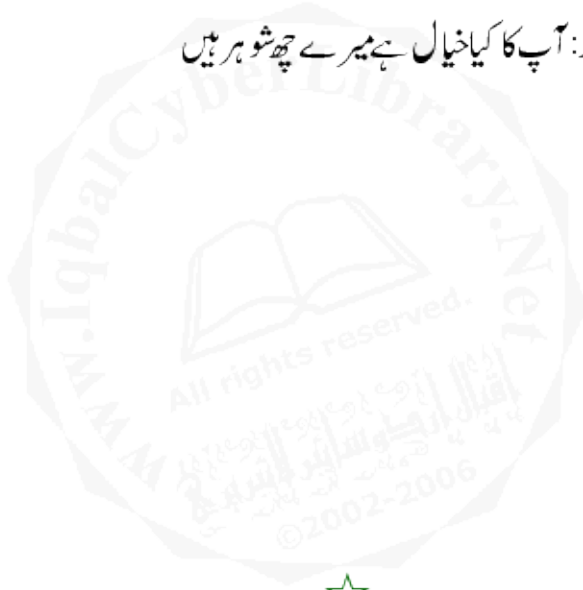 : آپ کا کیا خیال ہے میرے چھ شوہر ہیں
www.IqbalCyberLibrary.Net
All rights reserved.
©2002-2006